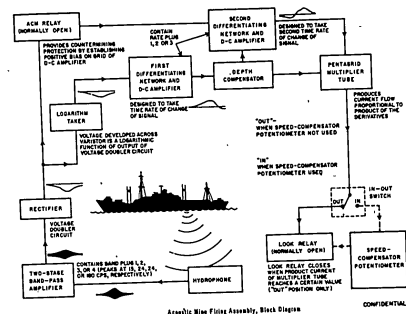 ACM RELAY
(NORMALLY OPEN)
PROVIDES COUNTERMINING
PROTECTION BY ESTABLISHING
POSITIVE BIAS ON GRID OF
D-C AMPLIFIER
CONTAIN
RATE PLUG
1, 2 OR 3
SECOND
DIFFERENTIATING
NETWORK AND
D-C AMPLIFIER
DESIGNED TO TAKE
SECOND TIME RATE
OF CHANGE OF
SIGNAL
FIRST
DIFFERENTIATING
NETWORK AND
D-C AMPLIFIER
DESIGNED TO TAKE
TIME RATE OF CHANGE
OF SIGNAL
DEPTH
COMPENSATOR
PENTAGRID
MULTIPLIER
TUBE
PRODUCES
CURRENT FLOW
PROPORTIONAL
TO PRODUCT OF
THE DERIVATIVES
LOGARITHM
TAKER
VOLTAGE DEVELOPED ACROSS
VARISTOR IS A LOGARITHMIC
FUNCTION OF OUTPUT OF
VOLTAGE DOUBLER CIRCUIT
"OUT"-
WHEN SPEED-COMPENSATOR
POTENTIOMETER NOT USED
"IN"
WHEN SPEED-COMPENSATOR
POTENTIOMETER USED
IN-OUT
SWITCH
OUT
IN
RECTIFIER
VOLTAGE
DOUBLER
CIRCUIT
LOOK RELAY
(NORMALLY OPEN)
LOOK RELAY CLOSES
WHEN PRODUCT CURRENT
OF MULTIPLIER TUBE
REACHES A CERTAIN VALUE
("OUT" POSITION ONLY)
SPEED-
COMPENSATOR
POTENTIOMETER
CONTAINS BAND PLUG 1, 2,
3, OR 4 (PEAKS AT 15, 24, 24,
OR 180 CPS, RESPECTIVELY)
TWO-STAGE
BAND-PASS
AMPLIFIER
HYDROPHONE
Acoustic Mine Firing Assembly, Block Diagram
CONFIDENTIAL